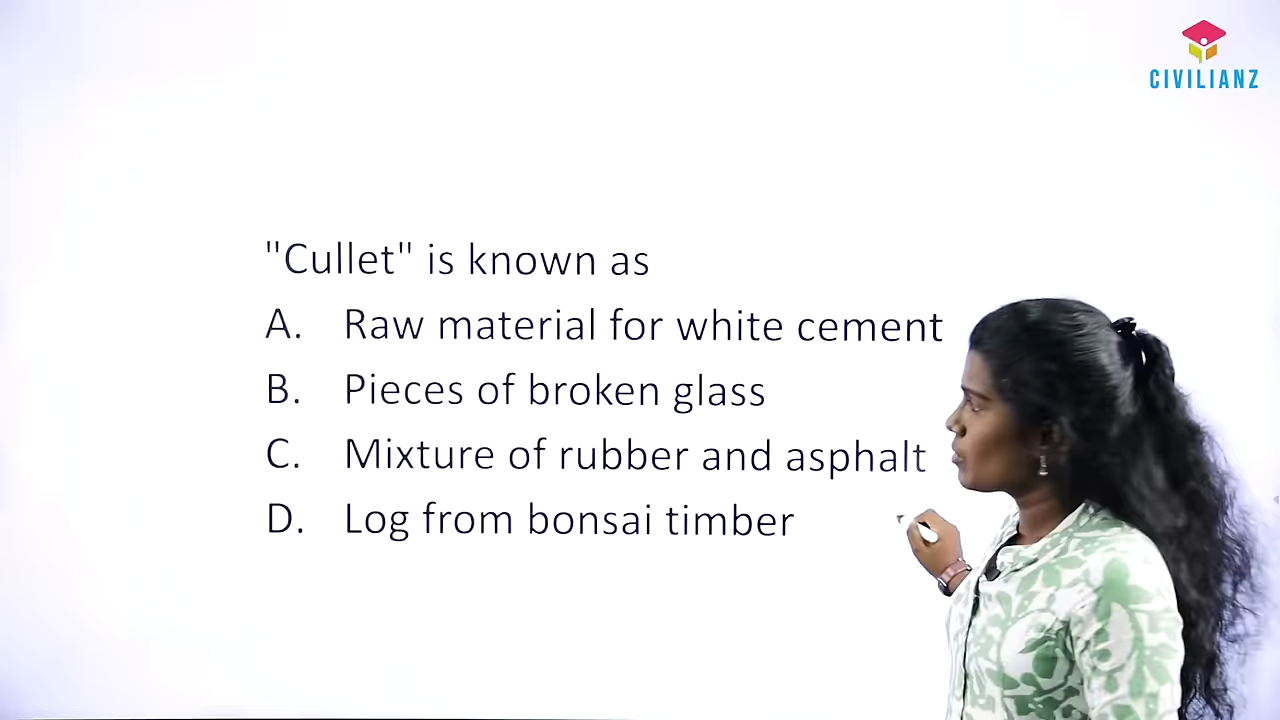 CIVILIANZ
"Cullet" is known as
A. Raw material for white cement
B. Pieces of broken glass
C. Mixture of rubber and asphalt
D. Log from bonsai timber